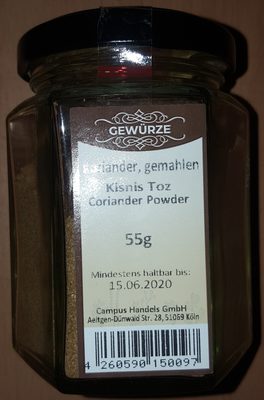 GEWÜRZE
Koriander, gemahlen
Kisnis Toz
Coriander Powder
55g
Mindestens haltbar bis:
15.06.2020
Campus Handels GmbH
Aeltgen-Dünwald Str. 28, 51069 Köln
4 260590 150097